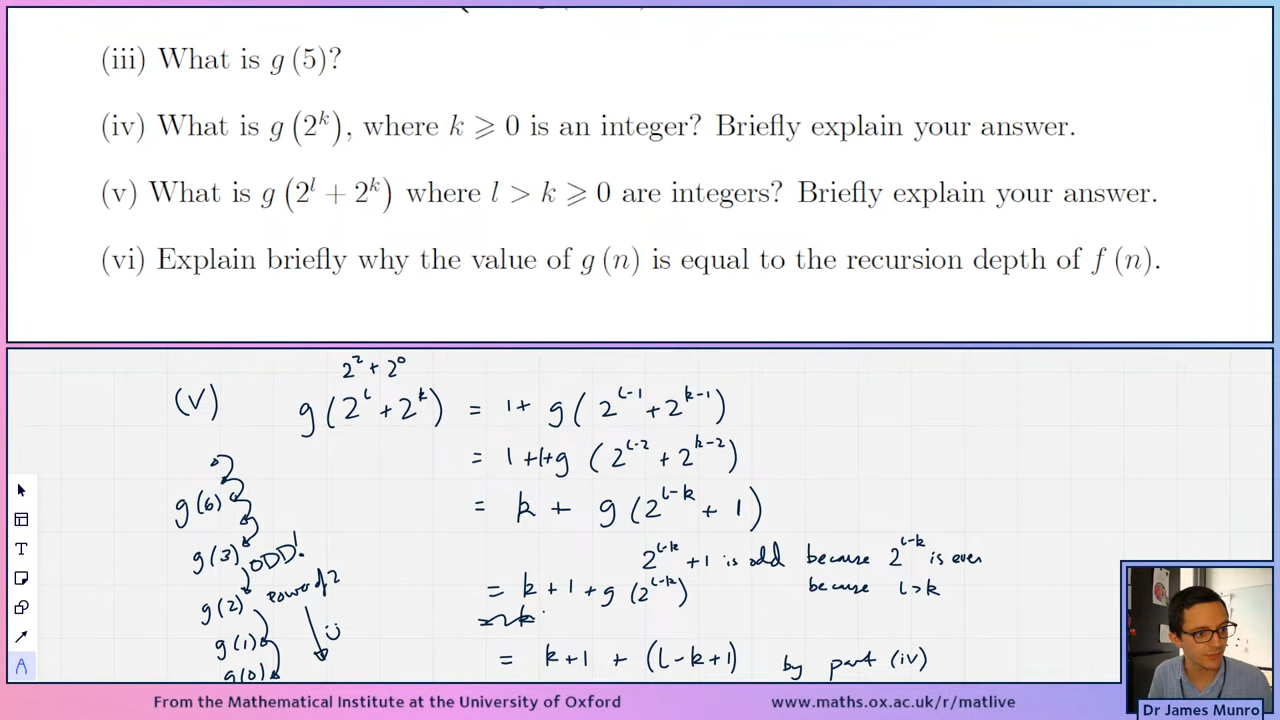 (iii) What is g (5)?
(iv) What is g (2^k), where k ⩾ 0 is an integer? Briefly explain your answer.
(v) What is g (2^l + 2^k) where l > k ⩾ 0 are integers? Briefly explain your answer.
(vi) Explain briefly why the value of g (n) is equal to the recursion depth of f (n).
2^2 + 2^0
(v) g(2^l + 2^k) = 1 + g(2^{l-1} + 2^{k-1})
= 1 + 1 + g(2^{l-2} + 2^{k-2})
g(6) = k + g(2^{l-k} + 1)
g(3) ODD! 2^{l-k} + 1 is odd because 2^{l-k} is even
g(2) power of 2 = k + 1 + g(2^{l-k}) because l > k
g(1)
= k+1 + (l-k+1) by part (iv)
g(0)
T
A
From the Mathematical Institute at the University of Oxford www.maths.ox.ac.uk/r/matlive Dr James Munro